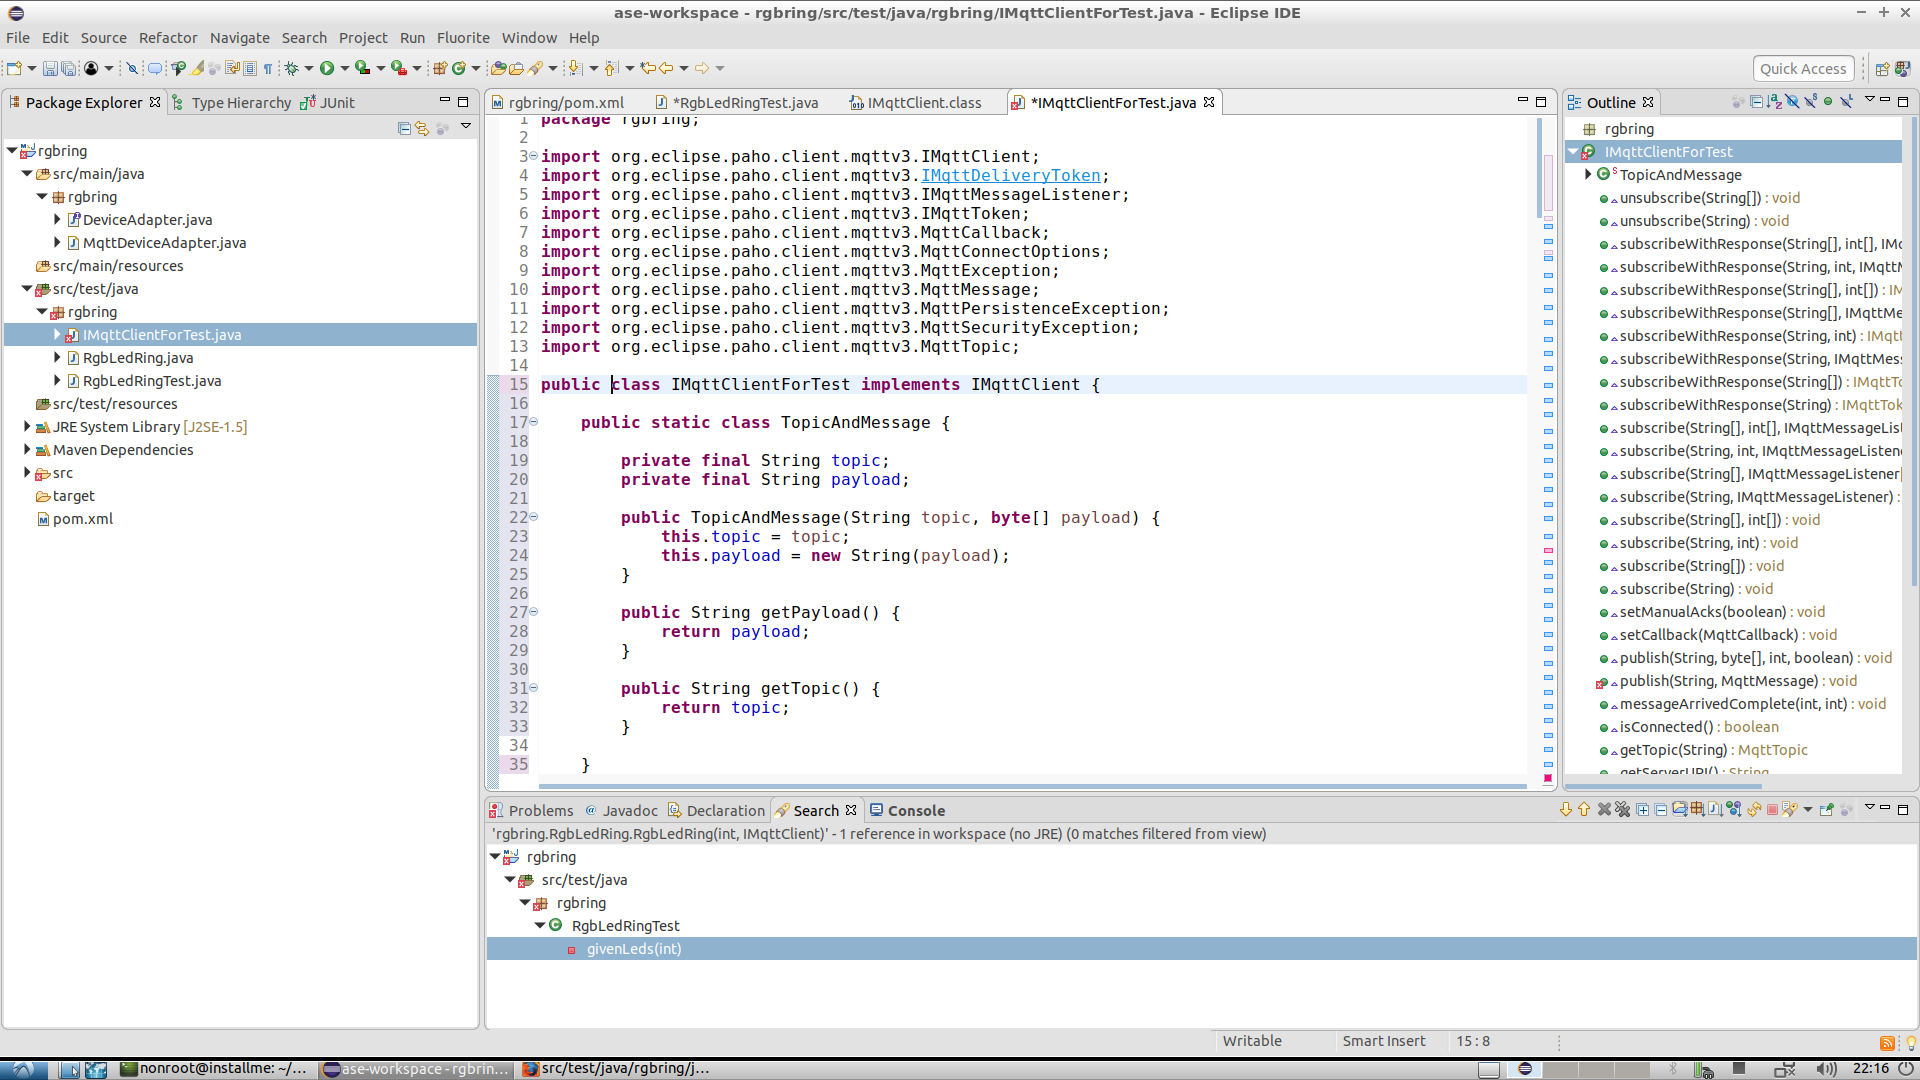 ase-workspace - rgbring/src/test/java/rgbring/IMqttClientForTest.java - Eclipse IDE
File Edit Source Refactor Navigate Search Project Run Fluorite Window Help
Quick Access
Package Explorer Type Hierarchy JUnit
rgbring
src/main/java
rgbring
DeviceAdapter.java
MqttDeviceAdapter.java
src/main/resources
src/test/java
rgbring
IMqttClientForTest.java
RgbLedRing.java
RgbLedRingTest.java
src/test/resources
JRE System Library [J2SE-1.5]
Maven Dependencies
src
target
pom.xml
rgbring/pom.xml *RgbLedRingTest.java IMqttClient.class *IMqttClientForTest.java
1 package rgbring;
2
3 import org.eclipse.paho.client.mqttv3.IMqttClient;
4 import org.eclipse.paho.client.mqttv3.IMqttDeliveryToken;
5 import org.eclipse.paho.client.mqttv3.IMqttMessageListener;
6 import org.eclipse.paho.client.mqttv3.IMqttToken;
7 import org.eclipse.paho.client.mqttv3.MqttCallback;
8 import org.eclipse.paho.client.mqttv3.MqttConnectOptions;
9 import org.eclipse.paho.client.mqttv3.MqttException;
10 import org.eclipse.paho.client.mqttv3.MqttMessage;
11 import org.eclipse.paho.client.mqttv3.MqttPersistenceException;
12 import org.eclipse.paho.client.mqttv3.MqttSecurityException;
13 import org.eclipse.paho.client.mqttv3.MqttTopic;
14
15 public class IMqttClientForTest implements IMqttClient {
16
17 public static class TopicAndMessage {
18
19 private final String topic;
20 private final String payload;
21
22 public TopicAndMessage(String topic, byte[] payload) {
23 this.topic = topic;
24 this.payload = new String(payload);
25 }
26
27 public String getPayload() {
28 return payload;
29 }
30
31 public String getTopic() {
32 return topic;
33 }
34
35 }
Outline
rgbring
IMqttClientForTest
TopicAndMessage
unsubscribe(String[]) : void
unsubscribe(String) : void
subscribeWithResponse(String[], int[], IMq
subscribeWithResponse(String, int, IMqttM
subscribeWithResponse(String[], int[]) : IM
subscribeWithResponse(String[], IMqttMe
subscribeWithResponse(String, int) : IMqtt
subscribeWithResponse(String, IMqttMess
subscribeWithResponse(String[]) : IMqttTo
subscribeWithResponse(String) : IMqttTok
subscribe(String[], int[], IMqttMessageList
subscribe(String, int, IMqttMessageListene
subscribe(String[], IMqttMessageListener[
subscribe(String, IMqttMessageListener) :
subscribe(String[], int[]) : void
subscribe(String, int) : void
subscribe(String[]) : void
subscribe(String) : void
setManualAcks(boolean) : void
setCallback(MqttCallback) : void
publish(String, byte[], int, boolean) : void
publish(String, MqttMessage) : void
messageArrivedComplete(int, int) : void
isConnected() : boolean
getTopic(String) : MqttTopic
getServerURI() : String
Problems Javadoc Declaration Search Console
'rgbring.RgbLedRing.RgbLedRing(int, IMqttClient)' - 1 reference in workspace (no JRE) (0 matches filtered from view)
rgbring
src/test/java
rgbring
RgbLedRingTest
givenLeds(int)
Writable Smart Insert 15 : 8
nonroot@installme: ~/... ase-workspace - rgbrin... src/test/java/rgbring/j... 22:16